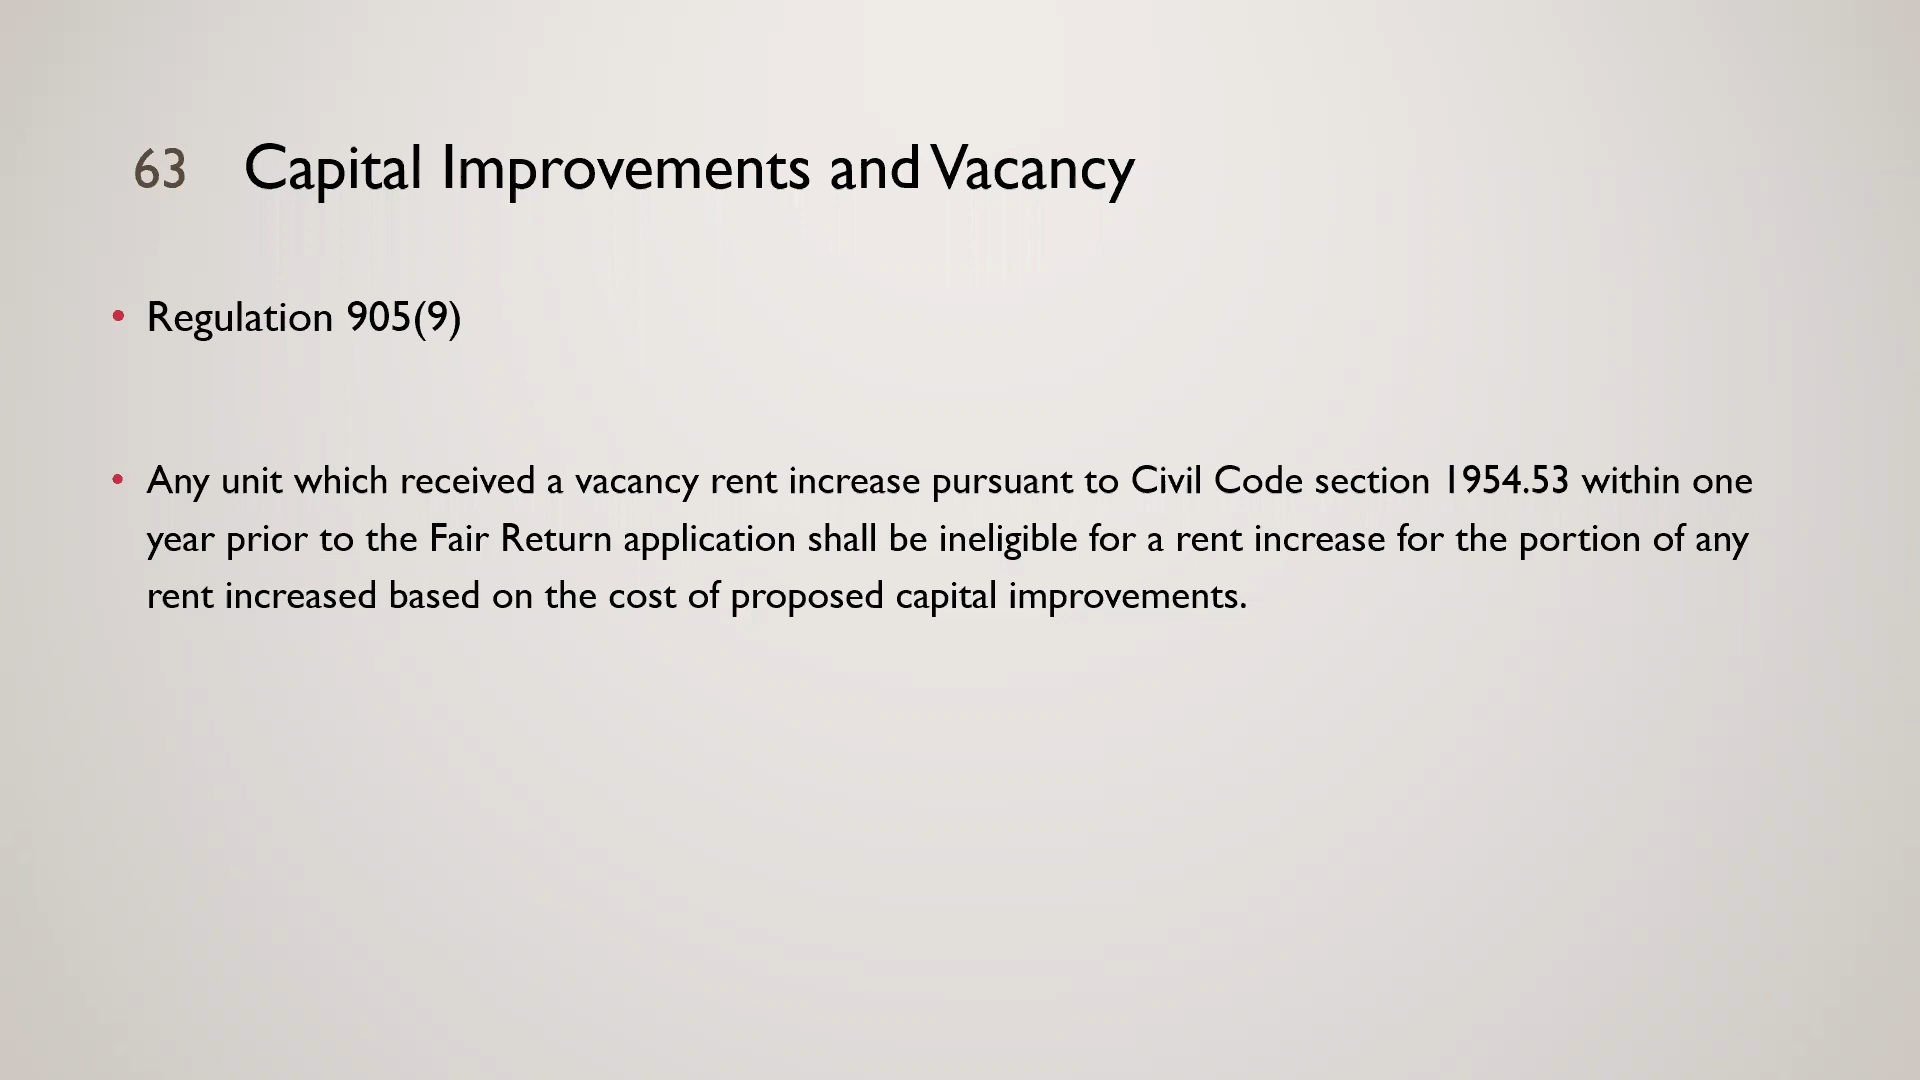 63 Capital Improvements and Vacancy
• Regulation 905(9)
• Any unit which received a vacancy rent increase pursuant to Civil Code section 1954.53 within one
year prior to the Fair Return application shall be ineligible for a rent increase for the portion of any
rent increased based on the cost of proposed capital improvements.